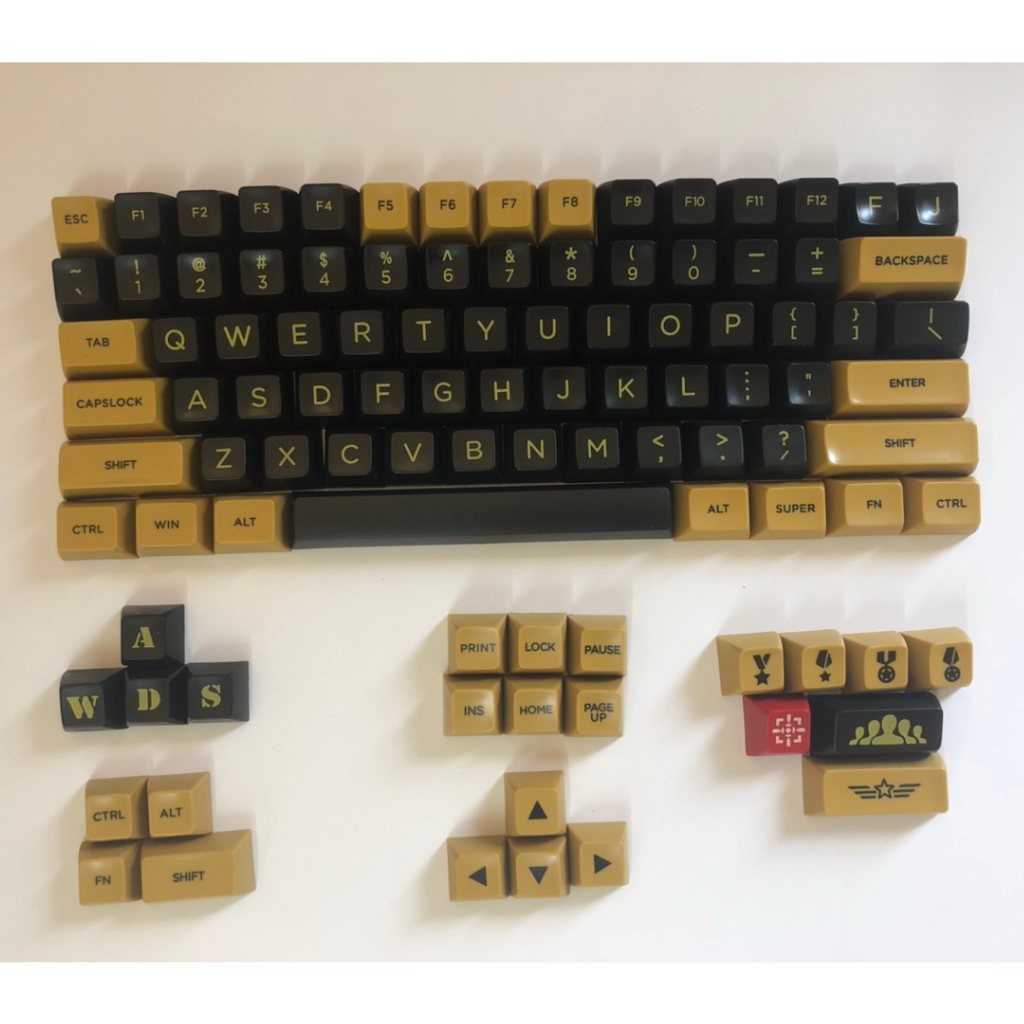 ESC F1 F2 F3 F4 F5 F6 F7 F8 F9 F10 F11 F12 F J
~ ! @ # $ % ^ & * ( ) — +
` 1 2 3 4 5 6 7 8 9 0 - = BACKSPACE
TAB Q W E R T Y U I O P { [ } ] | \
CAPSLOCK A S D F G H J K L : ; " ' ENTER
SHIFT Z X C V B N M < , > . ? / SHIFT
CTRL WIN ALT ALT SUPER FN CTRL
A
W D S
PRINT LOCK PAUSE
INS HOME PAGE UP
CTRL ALT
FN SHIFT